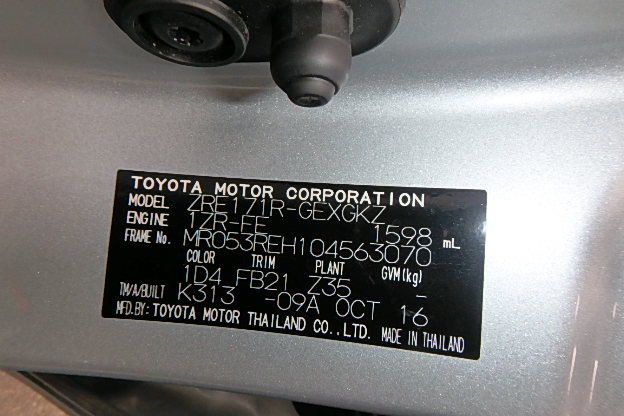 TOYOTA MOTOR CORPORATION
MODEL ZRE171R-GEXGKZ
ENGINE 1ZR-FE 1598 mL
FRAME No. MR053REH104563070
COLOR TRIM PLANT GVM(kg)
1D4 FB21 Z35 -
TM/A/BUILT K313 -09A OCT 16
MFD.BY: TOYOTA MOTOR THAILAND CO.,LTD. MADE IN THAILAND